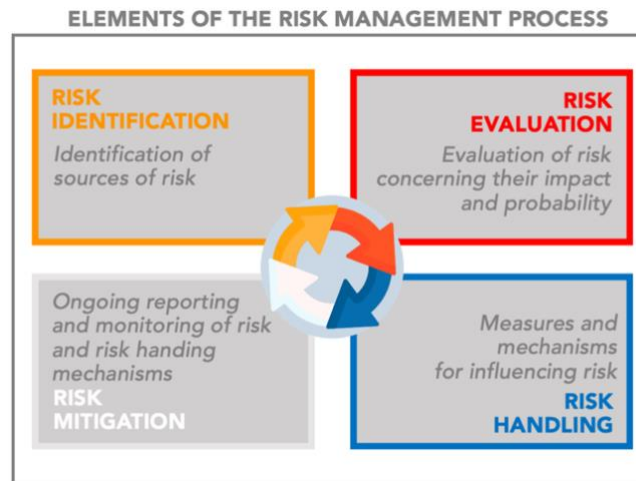 ELEMENTS OF THE RISK MANAGEMENT PROCESS
RISK
IDENTIFICATION
Identification of
sources of risk
RISK
EVALUATION
Evaluation of risk
concerning their impact
and probability
Ongoing reporting
and monitoring of risk
and risk handing
mechanisms
RISK
MITIGATION
Measures and
mechanisms
for influencing risk
RISK
HANDLING